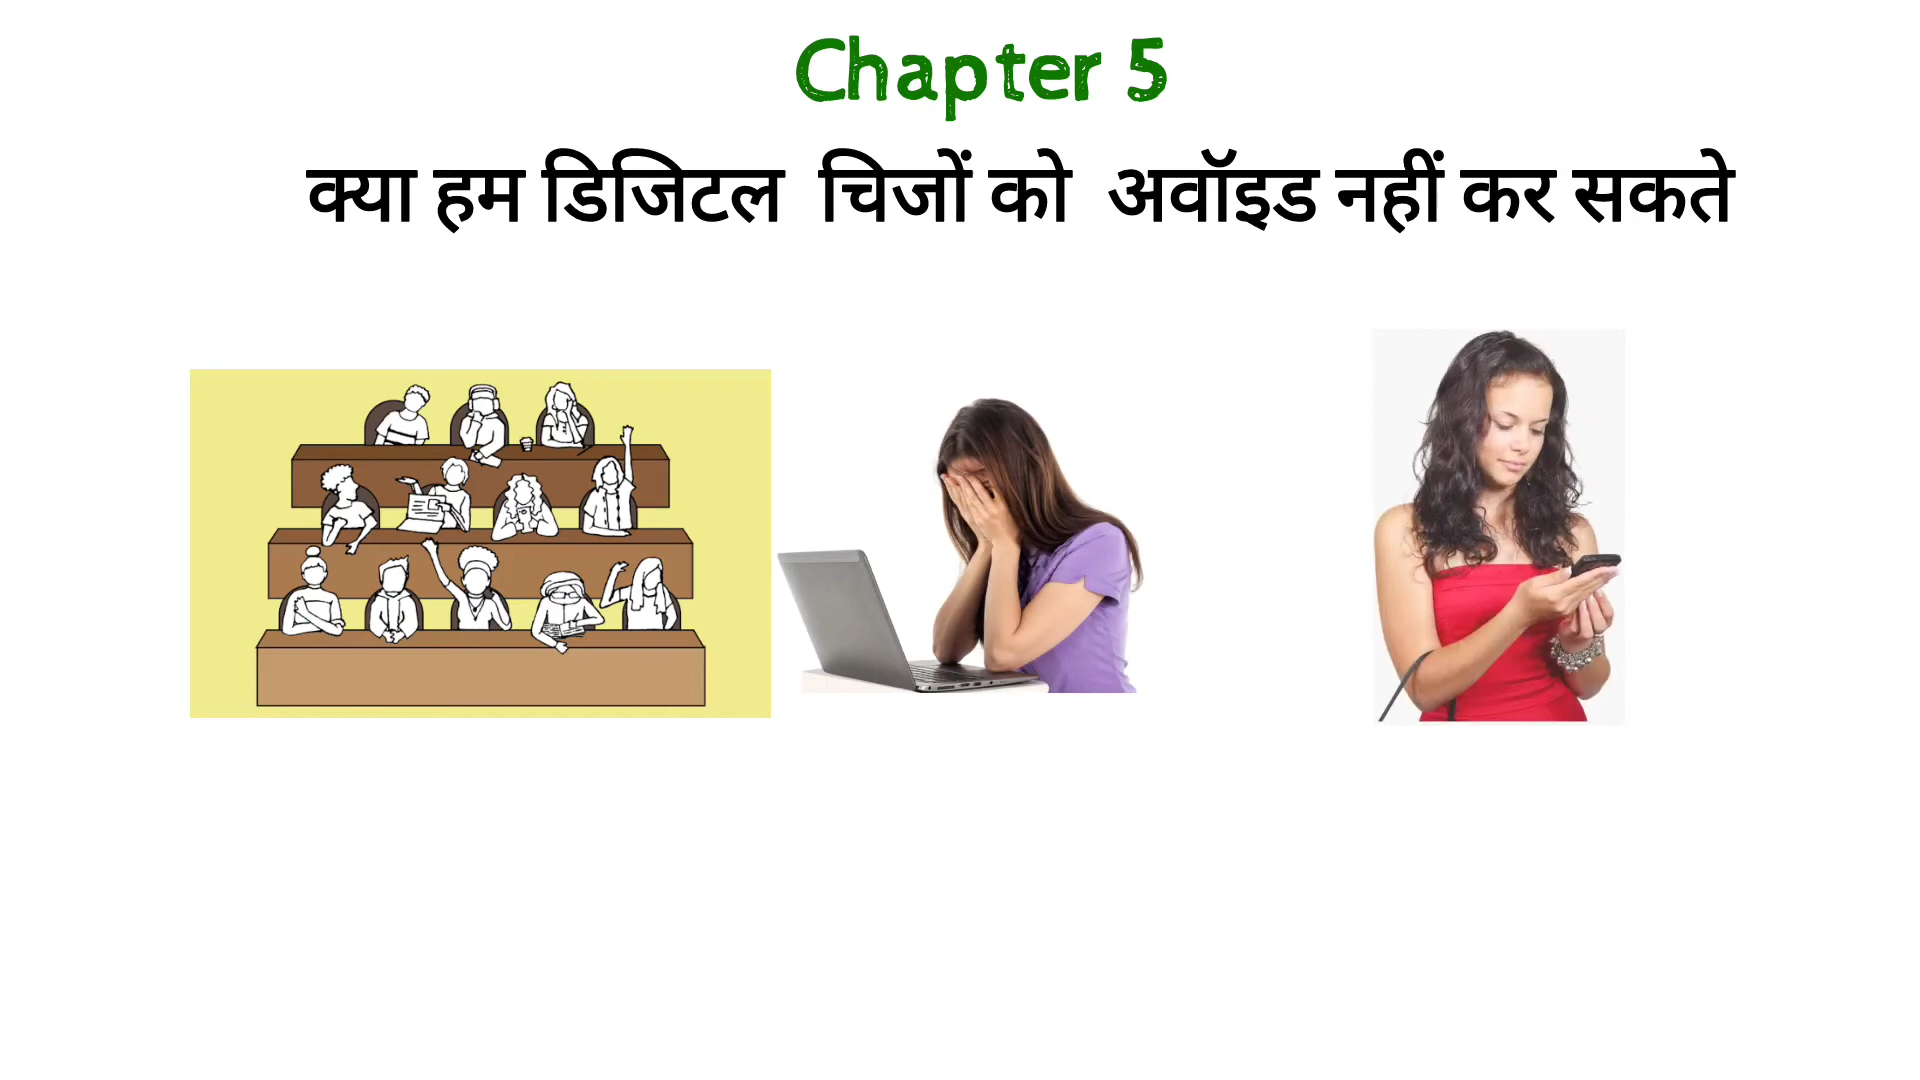 Chapter 5
क्या हम डिजिटल चिजों को अवॉइड नहीं कर सकते